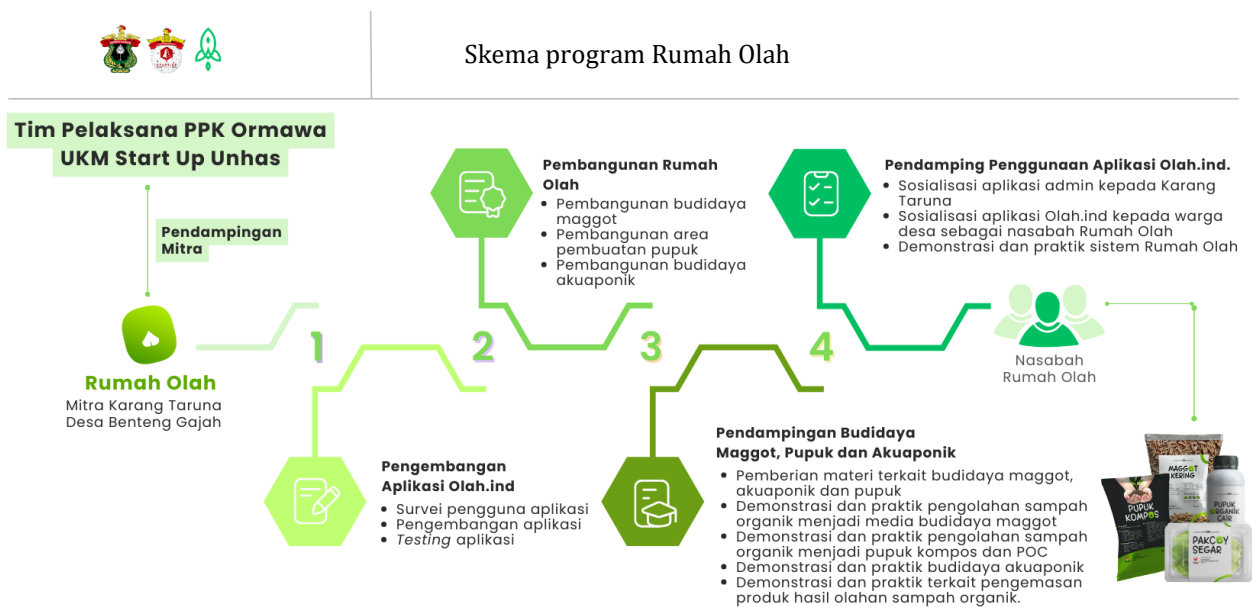 Skema program Rumah Olah
Tim Pelaksana PPK Ormawa
UKM Start Up Unhas
Pendampingan
Mitra
Rumah Olah
Mitra Karang Taruna
Desa Benteng Gajah
1
Pengembangan
Aplikasi Olah.ind
• Survei pengguna aplikasi
• Pengembangan aplikasi
• Testing aplikasi
2
Pembangunan Rumah
Olah
• Pembangunan budidaya
maggot
• Pembangunan area
pembuatan pupuk
• Pembangunan budidaya
akuaponik
3
Pendampingan Budidaya
Maggot, Pupuk dan Akuaponik
• Pemberian materi terkait budidaya maggot,
akuaponik dan pupuk
• Demonstrasi dan praktik pengolahan sampah
organik menjadi media budidaya maggot
• Demonstrasi dan praktik pengolahan sampah
organik menjadi pupuk kompos dan POC
• Demonstrasi dan praktik budidaya akuaponik
• Demonstrasi dan praktik terkait pengemasan
produk hasil olahan sampah organik.
4
Pendamping Penggunaan Aplikasi Olah.ind.
• Sosialisasi aplikasi admin kepada Karang
Taruna
• Sosialisasi aplikasi Olah.ind kepada warga
desa sebagai nasabah Rumah Olah
• Demonstrasi dan praktik sistem Rumah Olah
Nasabah
Rumah Olah
MAGGOT
KERING
PUPUK
KOMPOS
PUPUK
ORGANIK
CAIR
PAKCOY
SEGAR